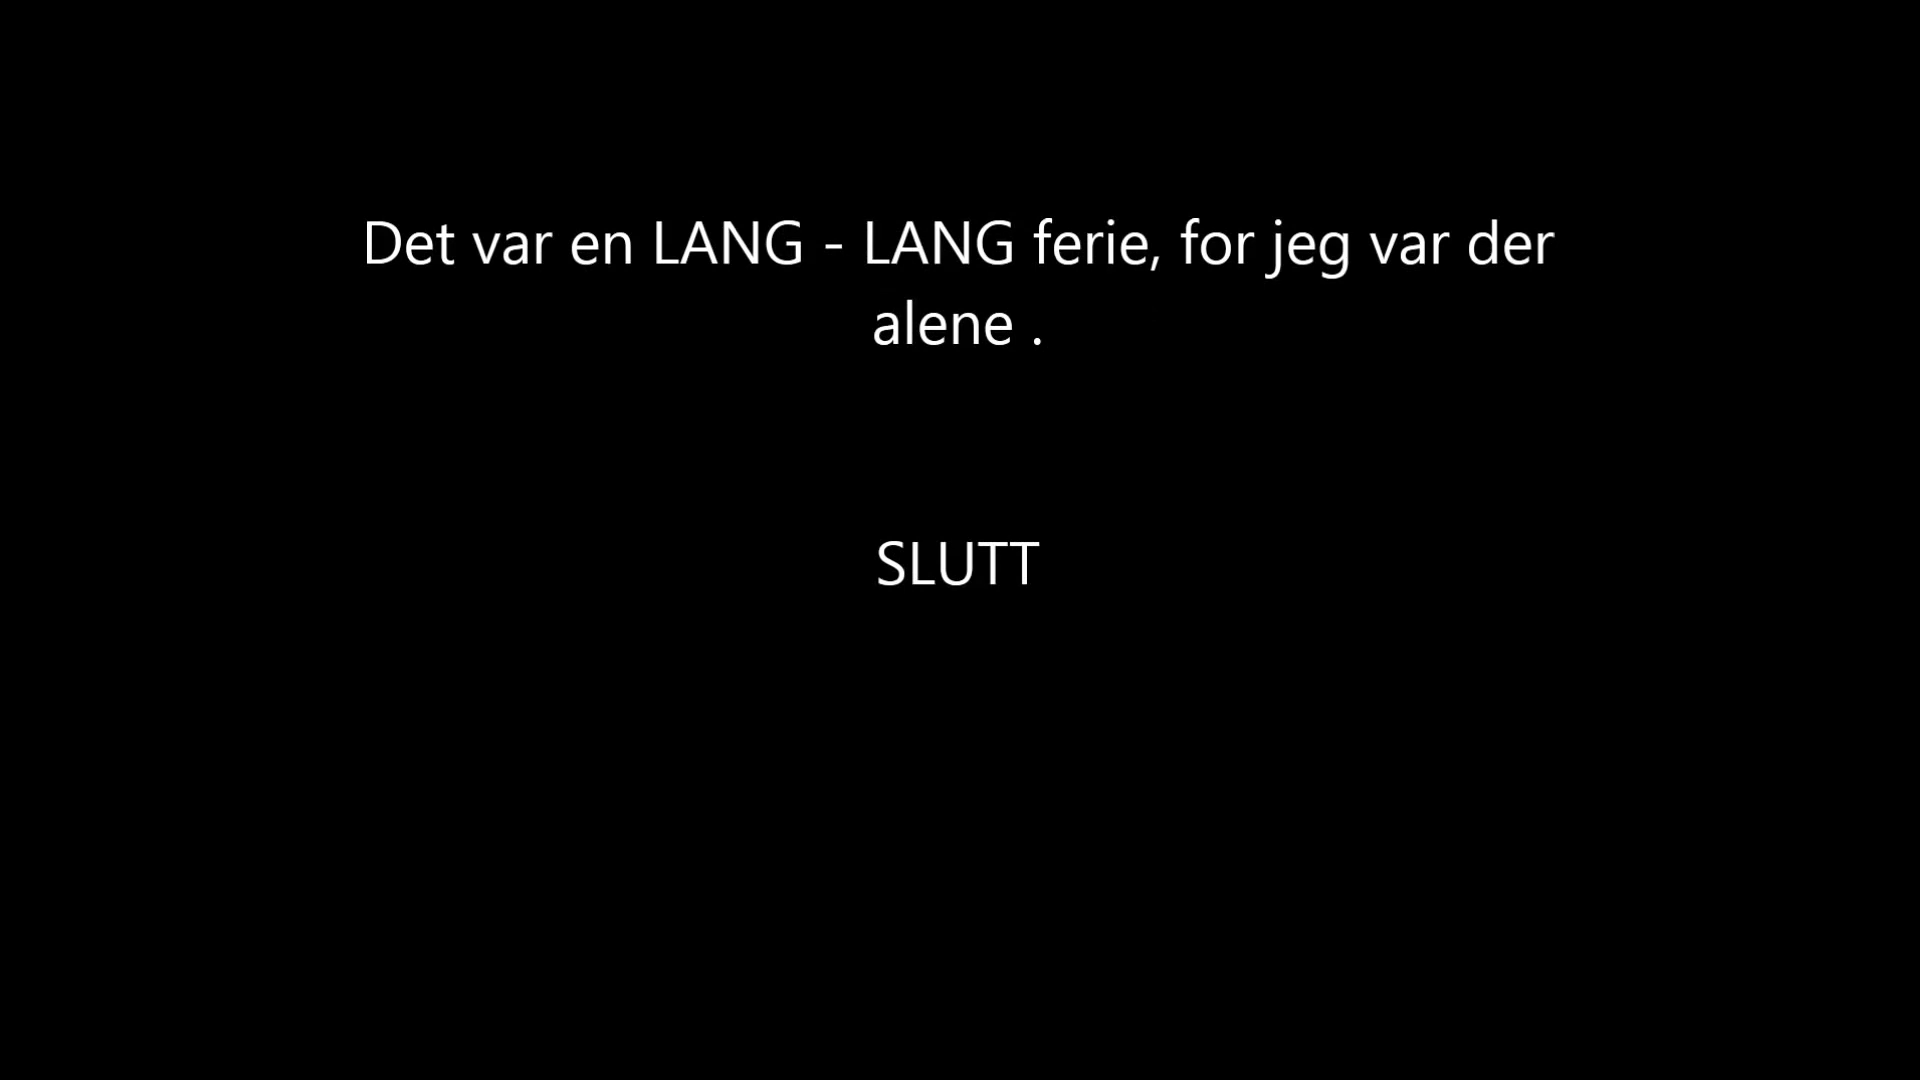 Det var en LANG - LANG ferie, for jeg var der
alene .
SLUTT